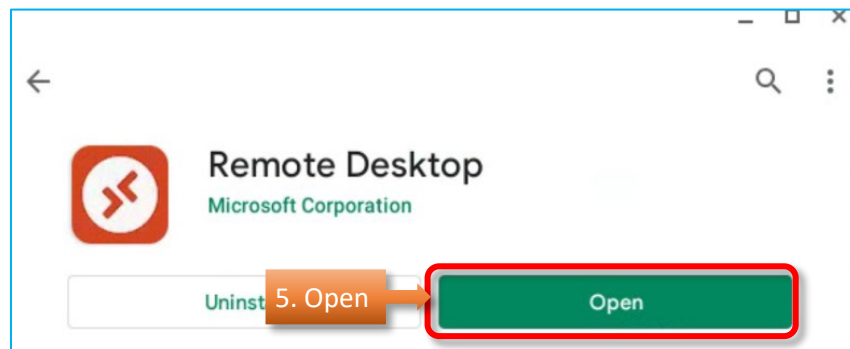 Remote Desktop
Microsoft Corporation
Uninst
5. Open
Open